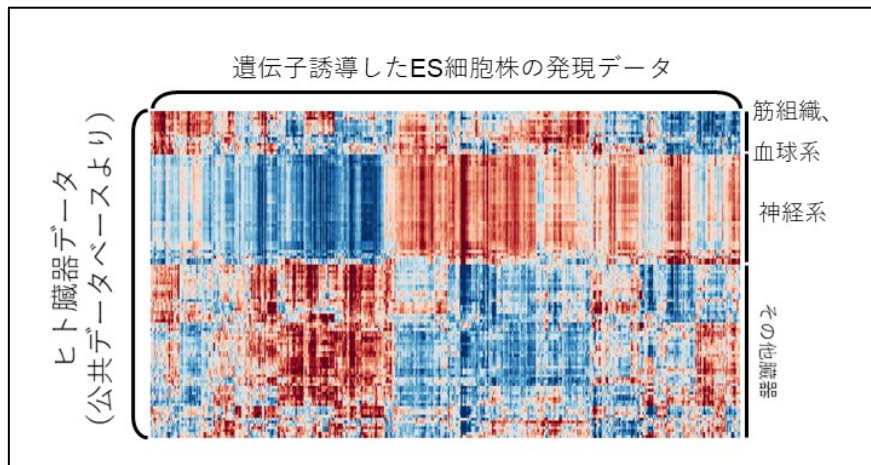 遺伝子誘導したES細胞株の発現データ
ヒト臓器データ
(公共データベースより)
筋組織、
血球系
神経系
その他臓器